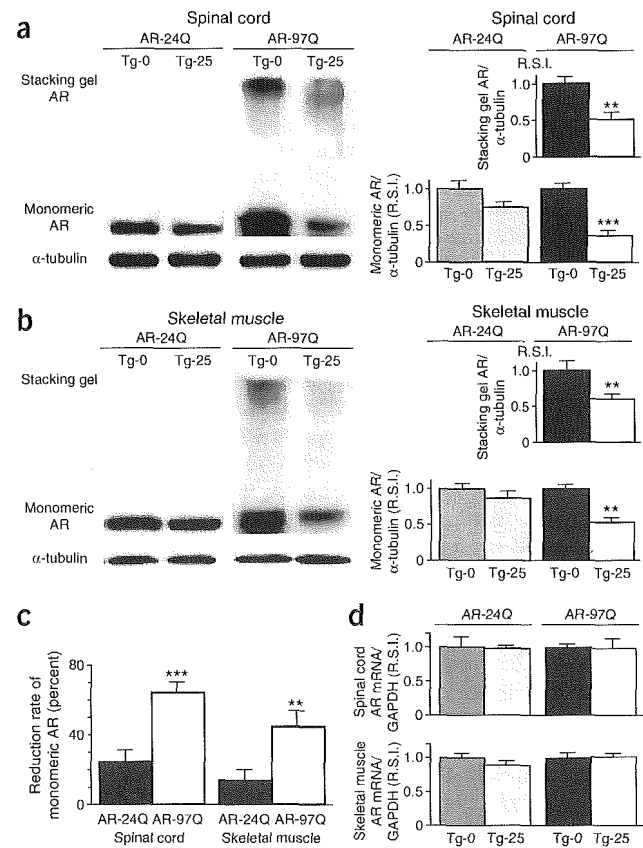 a
Spinal cord
AR-24Q AR-97Q
Tg-0 Tg-25 Tg-0 Tg-25
Stacking gel
AR
Monomeric
AR
α-tubulin
Spinal cord
AR-24Q AR-97Q
R.S.I.
Stacking gel AR/
α-tubulin
1.0
0.5
0
**
Monomeric AR/
α-tubulin (R.S.I.)
1.0
0.5
0
***
Tg-0 Tg-25 Tg-0 Tg-25
b
Skeletal muscle
AR-24Q AR-97Q
Tg-0 Tg-25 Tg-0 Tg-25
Stacking gel
Monomeric
AR
α-tubulin
Skeletal muscle
AR-24Q AR-97Q
R.S.I.
Stacking gel AR/
α-tubulin
1.0
0.5
0
**
Monomeric AR/
α-tubulin (R.S.I.)
1.0
0.5
0
**
Tg-0 Tg-25 Tg-0 Tg-25
c
Reduction rate of
monomeric AR (percent)
80
40
0
***
**
AR-24Q AR-97Q AR-24Q AR-97Q
Spinal cord Skeletal muscle
d
AR-24Q AR-97Q
Spinal cord
AR mRNA/
GAPDH (R.S.I.)
1.0
0.5
0
Skeletal muscle
AR mRNA/
GAPDH (R.S.I.)
1.0
0.5
0
Tg-0 Tg-25 Tg-0 Tg-25